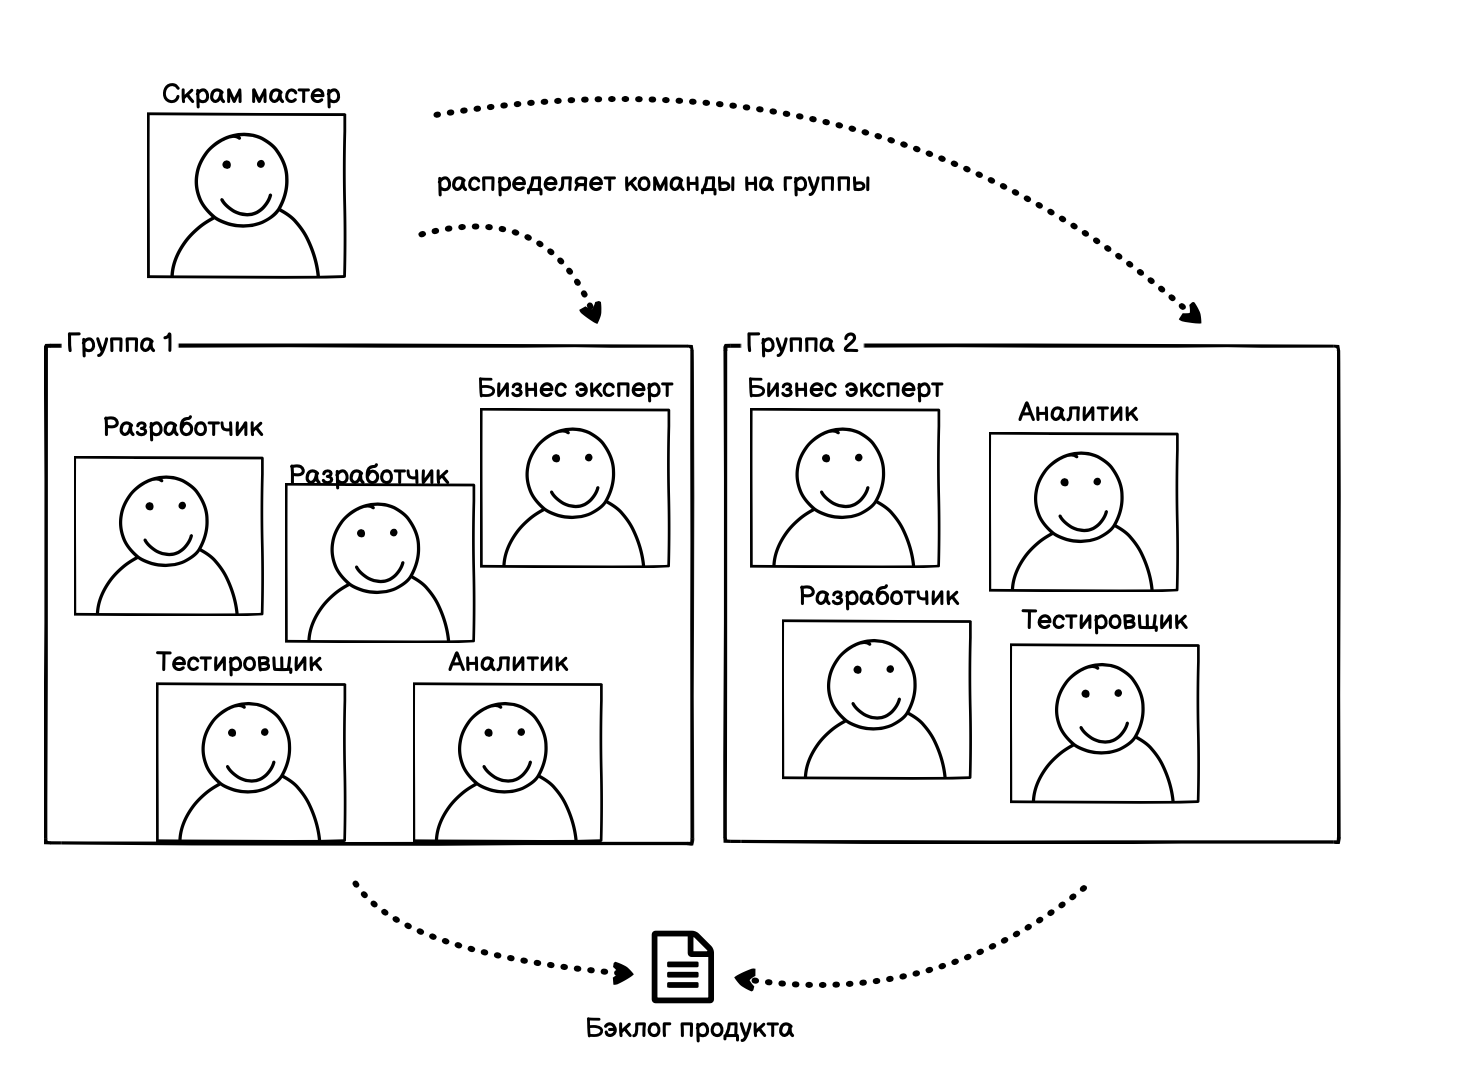 Скрам мастер
распределяет команды на группы
Группа 1
Бизнес эксперт
Разработчик
Разработчик
Тестировщик
Аналитик
Группа 2
Бизнес эксперт
Аналитик
Разработчик
Тестировщик
Бэклог продукта